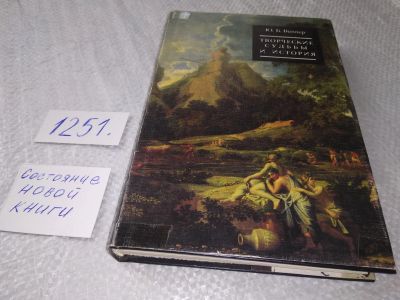 Ю.Б. Виппер
ТВОРЧЕСКИЕ
СУДЬБЫ
И ИСТОРИЯ
1251.
Состояние
НОВОЙ
КНИГИ